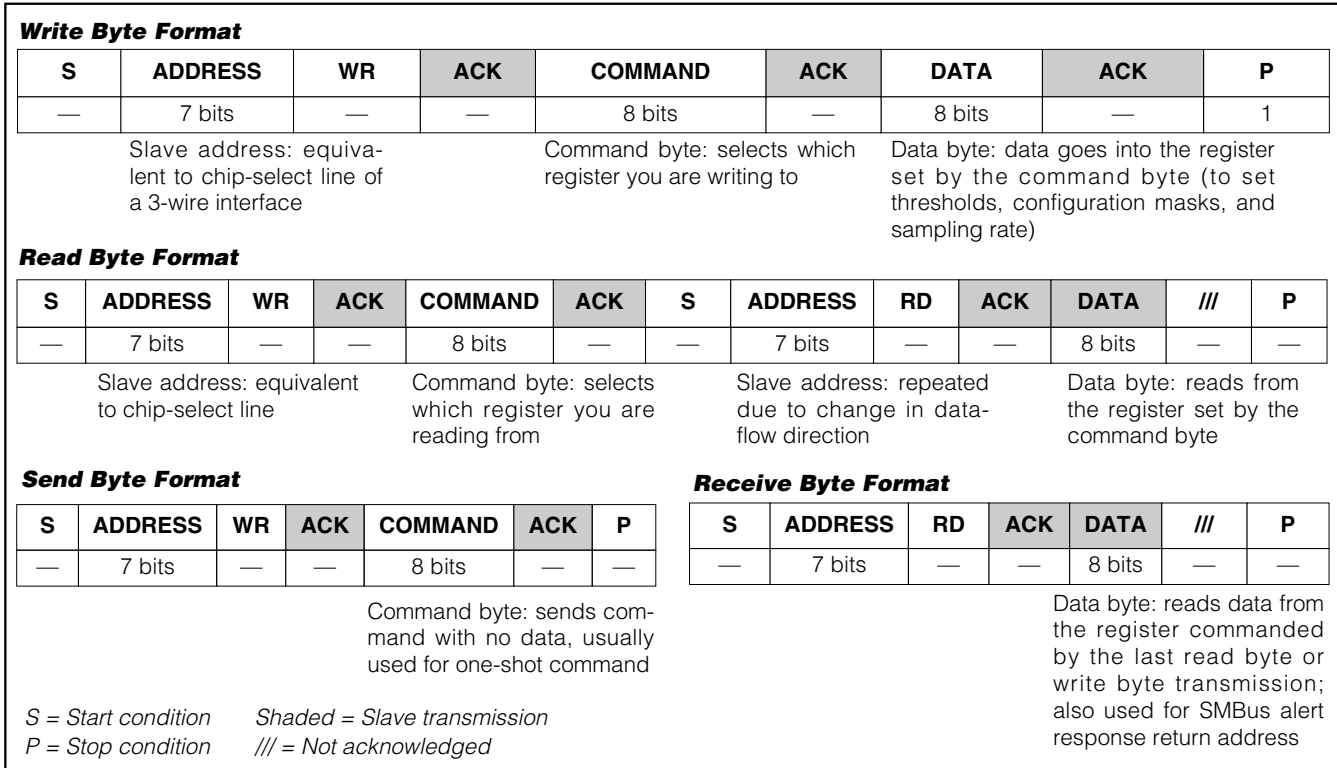 Write Byte Format
S ADDRESS WR ACK COMMAND ACK DATA ACK P
— 7 bits — — 8 bits — 8 bits — 1
Slave address: equiva-
lent to chip-select line of
a 3-wire interface
Command byte: selects which
register you are writing to
Data byte: data goes into the register
set by the command byte (to set
thresholds, configuration masks, and
sampling rate)
Read Byte Format
S ADDRESS WR ACK COMMAND ACK S ADDRESS RD ACK DATA /// P
— 7 bits — — 8 bits — — 7 bits — — 8 bits — —
Slave address: equivalent
to chip-select line
Command byte: selects
which register you are
reading from
Slave address: repeated
due to change in data-
flow direction
Data byte: reads from
the register set by the
command byte
Send Byte Format
S ADDRESS WR ACK COMMAND ACK P
— 7 bits — — 8 bits — —
Command byte: sends com-
mand with no data, usually
used for one-shot command
Receive Byte Format
S ADDRESS RD ACK DATA /// P
— 7 bits — — 8 bits — —
Data byte: reads data from
the register commanded
by the last read byte or
write byte transmission;
also used for SMBus alert
response return address
S = Start condition Shaded = Slave transmission
P = Stop condition /// = Not acknowledged